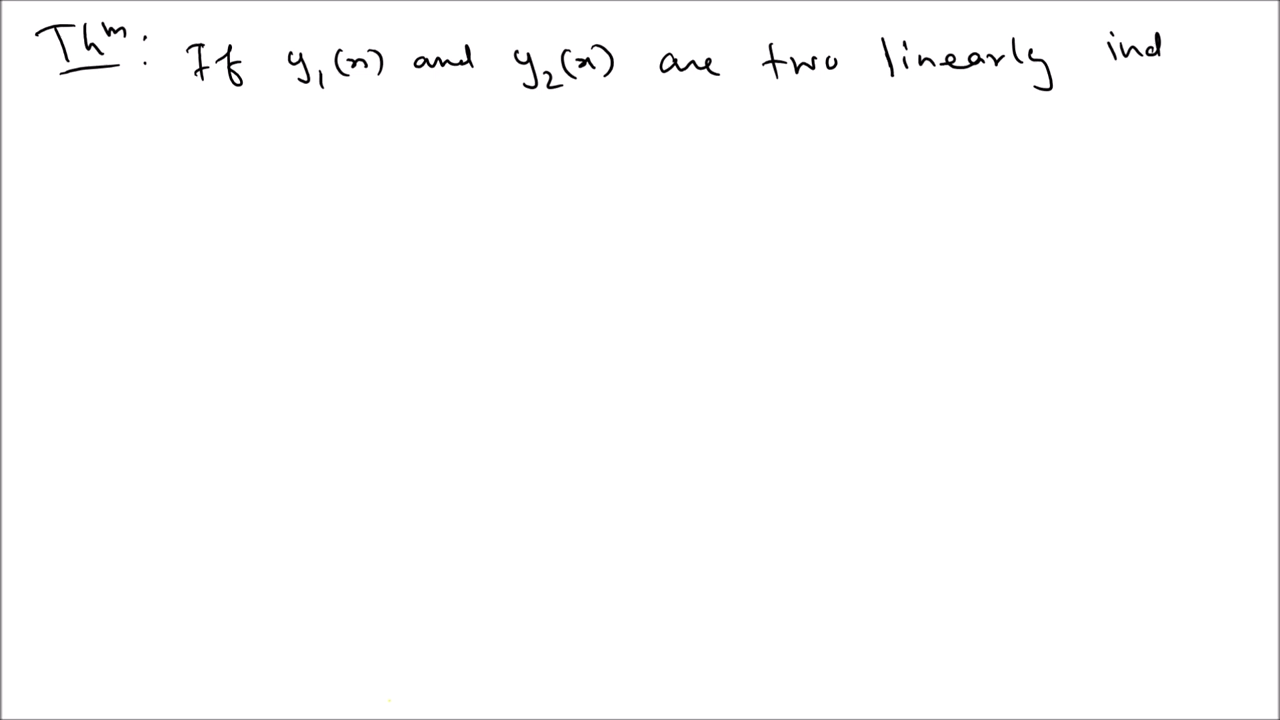 Thᵐ: If y₁(x) and y₂(x) are two linearly ind